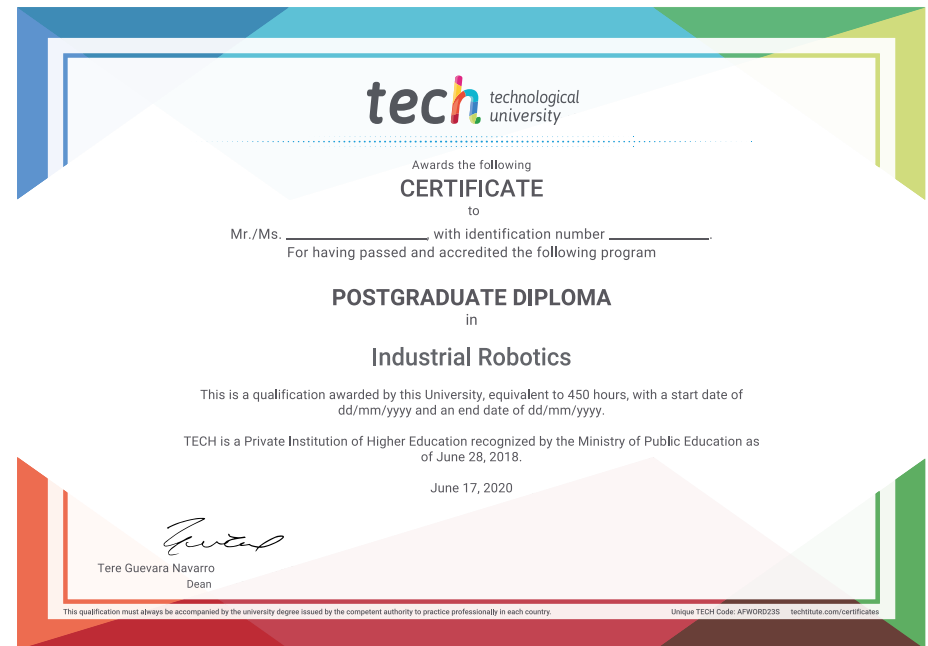 tech technological
university
Awards the following
CERTIFICATE
to
Mr./Ms. ____________________, with identification number ______________.
For having passed and accredited the following program
POSTGRADUATE DIPLOMA
in
Industrial Robotics
This is a qualification awarded by this University, equivalent to 450 hours, with a start date of
dd/mm/yyyy and an end date of dd/mm/yyyy.
TECH is a Private Institution of Higher Education recognized by the Ministry of Public Education as
of June 28, 2018.
June 17, 2020
Tere Guevara Navarro
Dean
This qualification must always be accompanied by the university degree issued by the competent authority to practice professionally in each country.
Unique TECH Code: AFWORD23S techtitute.com/certificates